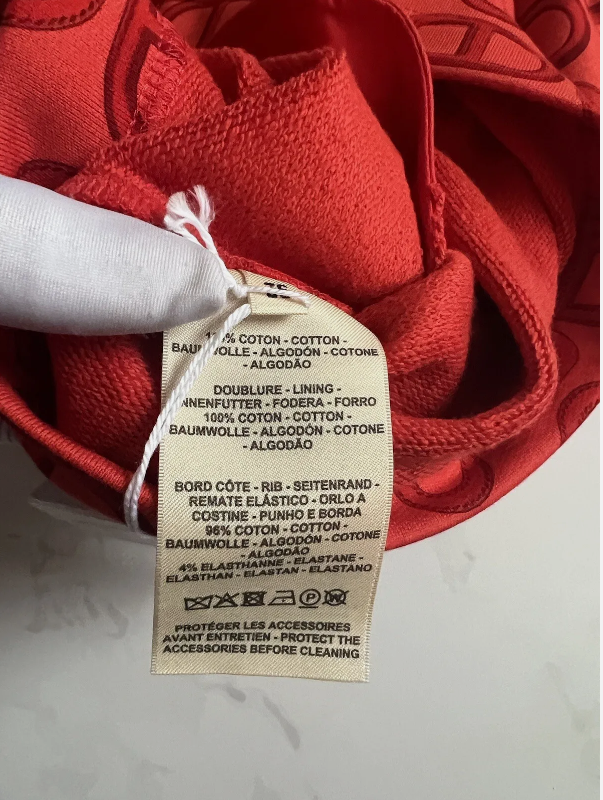 COTON - COTTON -
- ALGODÓN - COTONE
- ALGODÃO
DOUBLURE - LINING -
- FODERA - FORRO
100% COTON - COTTON -
BAUMWOLLE - ALGODÓN - COTONE
- ALGODÃO
BORD CÔTE - RIB - SEITENRAND -
REMATE ELÁSTICO - ORLO A
COSTINE - PUNHO E BORDA
96% COTON - COTTON -
BAUMWOLLE - ALGODÓN - COTONE
- ALGODÃO
4% ELASTHANNE - ELASTANE -
ELASTHAN - ELASTAN - ELASTANO
P W
PROTÉGER LES ACCESSOIRES
AVANT ENTRETIEN - PROTECT THE
ACCESSORIES BEFORE CLEANING